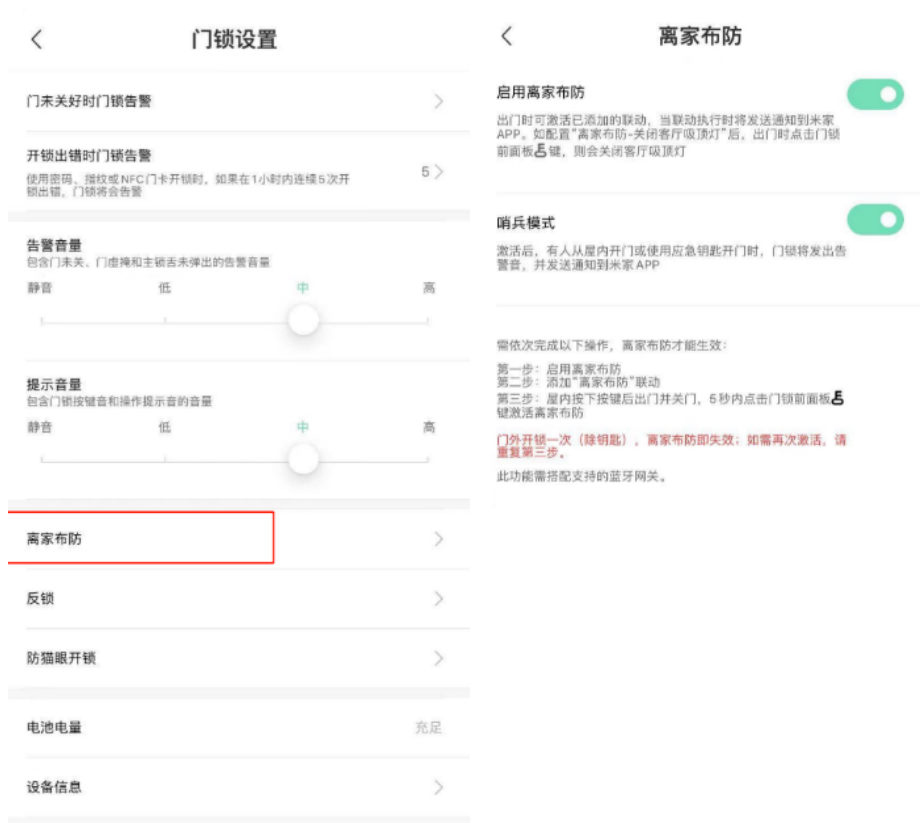 门锁设置
门未关好时门锁告警
开锁出错时门锁告警
使用密码、指纹或NFC门卡开锁时，如果在1小时内连续5次开
锁出错，门锁将会告警
5
告警音量
包含门未关、门虚掩和主锁舌未弹出的告警音量
静音 低 中 高
提示音量
包含门锁按键音和操作提示音的音量
静音 低 中 高
离家布防
反锁
防猫眼开锁
电池电量 充足
设备信息
离家布防
启用离家布防
出门时可激活已添加的联动，当联动执行时将发送通知到米家
APP。如配置"离家布防-关闭客厅吸顶灯"后，出门时点击门锁
前面板键，则会关闭客厅吸顶灯
哨兵模式
激活后，有人从屋内开门或使用应急钥匙开门时，门锁将发出告
警音，并发送通知到米家APP
需依次完成以下操作，离家布防才能生效：
第一步：启用离家布防
第二步：添加"离家布防"联动
第三步：屋内按下按键后出门并关门，5秒内点击门锁前面板
键激活离家布防
门外开锁一次（除钥匙），离家布防即失效；如需再次激活，请
重复第三步。
此功能需搭配支持的蓝牙网关。